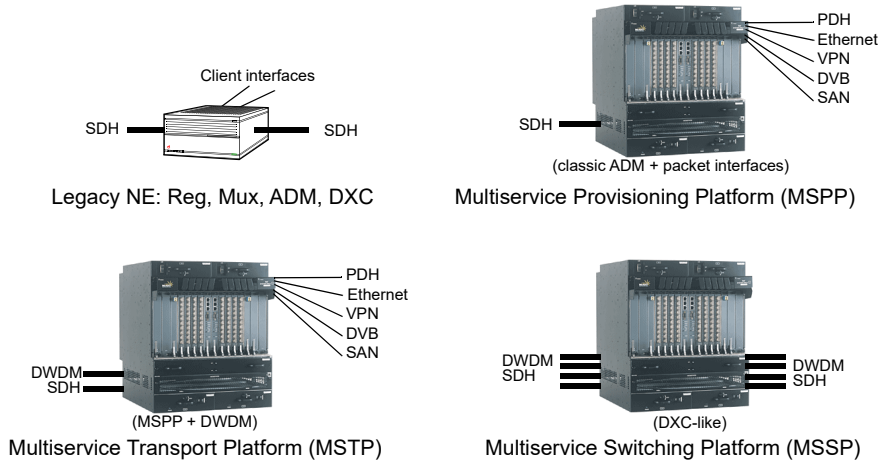 Client interfaces
SDH
SDH
Legacy NE: Reg, Mux, ADM, DXC
PDH
Ethernet
VPN
DVB
SAN
SDH
(classic ADM + packet interfaces)
Multiservice Provisioning Platform (MSPP)
PDH
Ethernet
VPN
DVB
SAN
DWDM
SDH
(MSPP + DWDM)
Multiservice Transport Platform (MSTP)
DWDM
SDH
DWDM
SDH
(DXC-like)
Multiservice Switching Platform (MSSP)